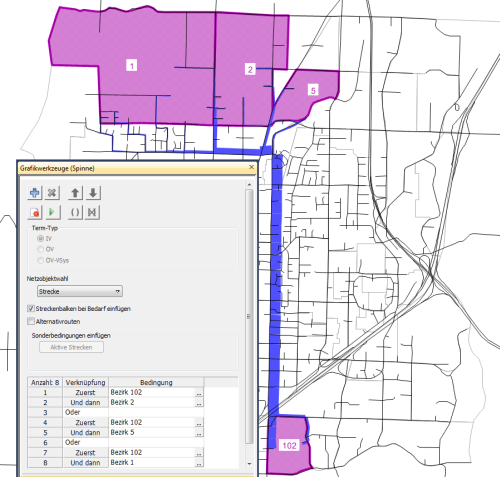 1
2
5
Grafikwerkzeuge (Spinne)
Term-Typ
IV
ÖV
ÖV-VSys
Netzobjektwahl
Strecke
Streckenbalken bei Bedarf einfügen
Alternativrouten
Sonderbedingungen einfügen
Aktive Strecken
Anzahl: 8 Verknüpfung Bedingung
1 Zuerst Bezirk 102 ...
2 Und dann Bezirk 2 ...
3 Oder
4 Zuerst Bezirk 102 ...
5 Und dann Bezirk 5 ...
6 Oder
7 Zuerst Bezirk 102 ...
8 Und dann Bezirk 1 ...
102